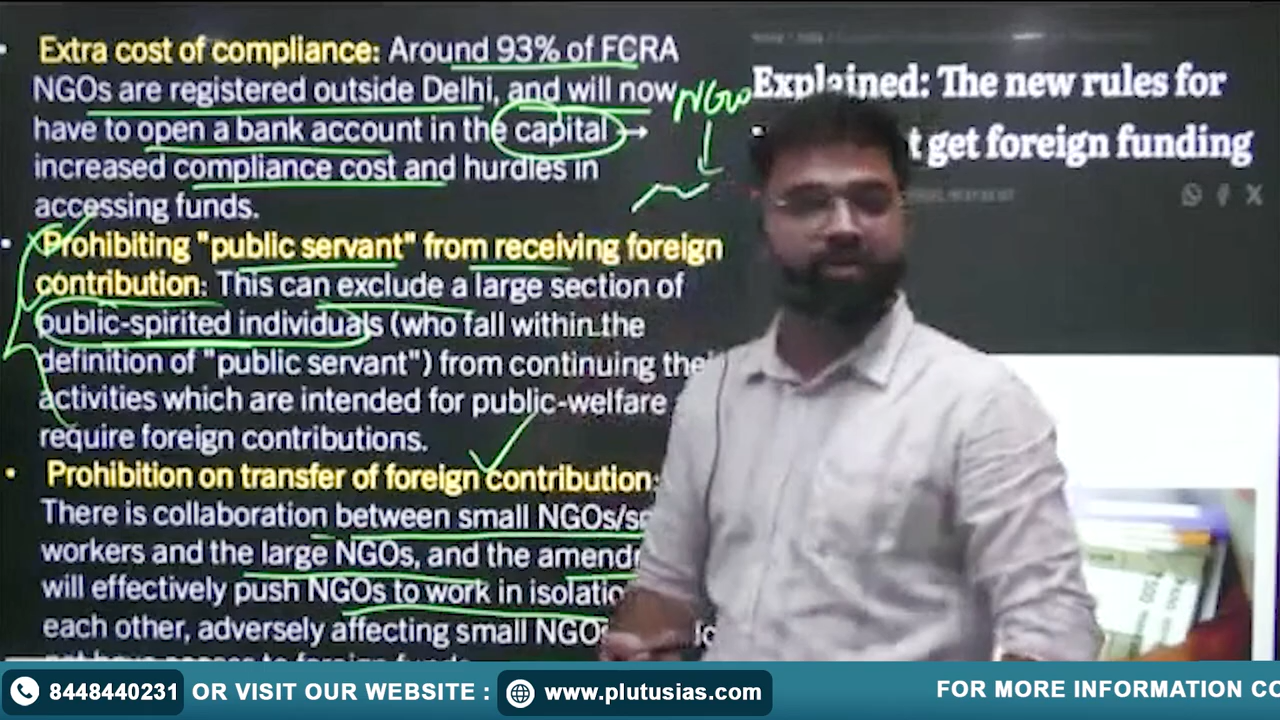 • Extra cost of compliance: Around 93% of FCRA
NGOs are registered outside Delhi, and will now
have to open a bank account in the capital →
increased compliance cost and hurdles in
accessing funds.
• Prohibiting "public servant" from receiving foreign
contribution: This can exclude a large section of
public-spirited individuals (who fall within the
definition of "public servant") from continuing
activities which are intended for public-welfare
require foreign contributions.
• Prohibition on transfer of foreign contribution:
There is collaboration between small NGOs/
workers and the large NGOs, and the
will effectively push NGOs to work in
each other, adversely affecting small NGOs
NGO
Explained: The new rules for
get foreign funding
8448440231 OR VISIT OUR WEBSITE : www.plutusias.com
FOR MORE INFORMATION CO